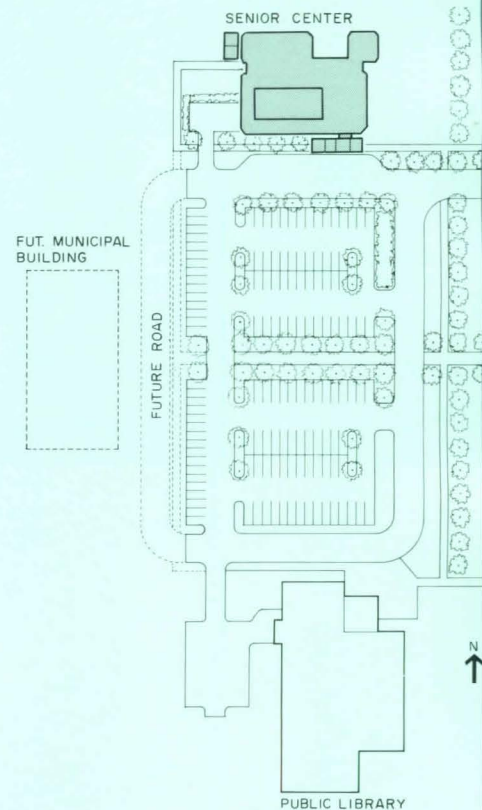 SENIOR CENTER
FUT. MUNICIPAL
BUILDING
FUTURE ROAD
N
PUBLIC LIBRARY